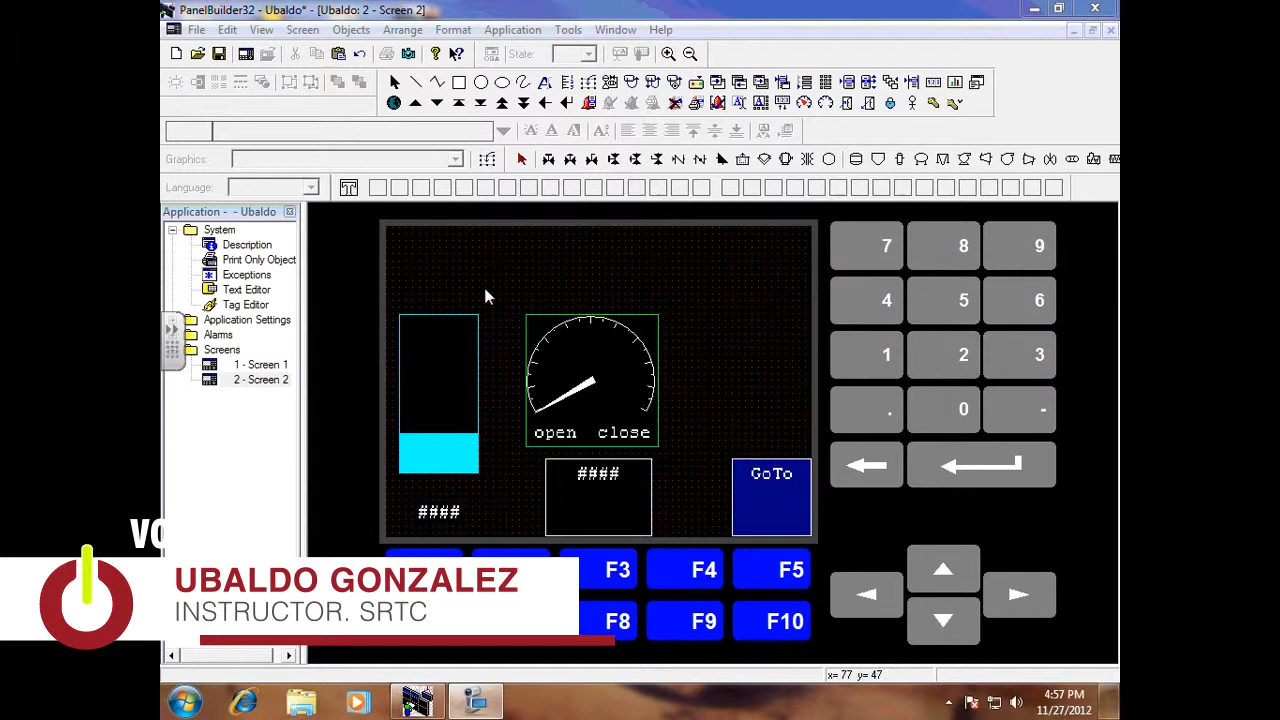 PanelBuilder32 - Ubaldo* - [Ubaldo: 2 - Screen 2]
File Edit View Screen Objects Arrange Format Application Tools Window Help
State:
Graphics:
Language:
Application - - Ubaldo
System
Description
Print Only Object
Exceptions
Text Editor
Tag Editor
Application Settings
Alarms
Screens
1 - Screen 1
2 - Screen 2
open close
####
####
GoTo
7 8 9
4 5 6
1 2 3
. 0 -
F3 F4 F5
F8 F9 F10
VO
UBALDO GONZALEZ
INSTRUCTOR. SRTC
x= 77 y= 47
4:57 PM
11/27/2012